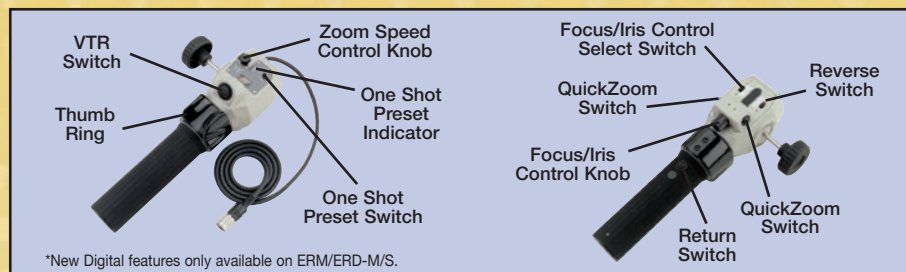 VTR
Switch
Zoom Speed
Control Knob
Thumb
Ring
One Shot
Preset
Indicator
One Shot
Preset Switch
*New Digital features only available on ERM/ERD-M/S.
Focus/Iris Control
Select Switch
QuickZoom
Switch
Reverse
Switch
Focus/Iris
Control Knob
QuickZoom
Switch
Return
Switch